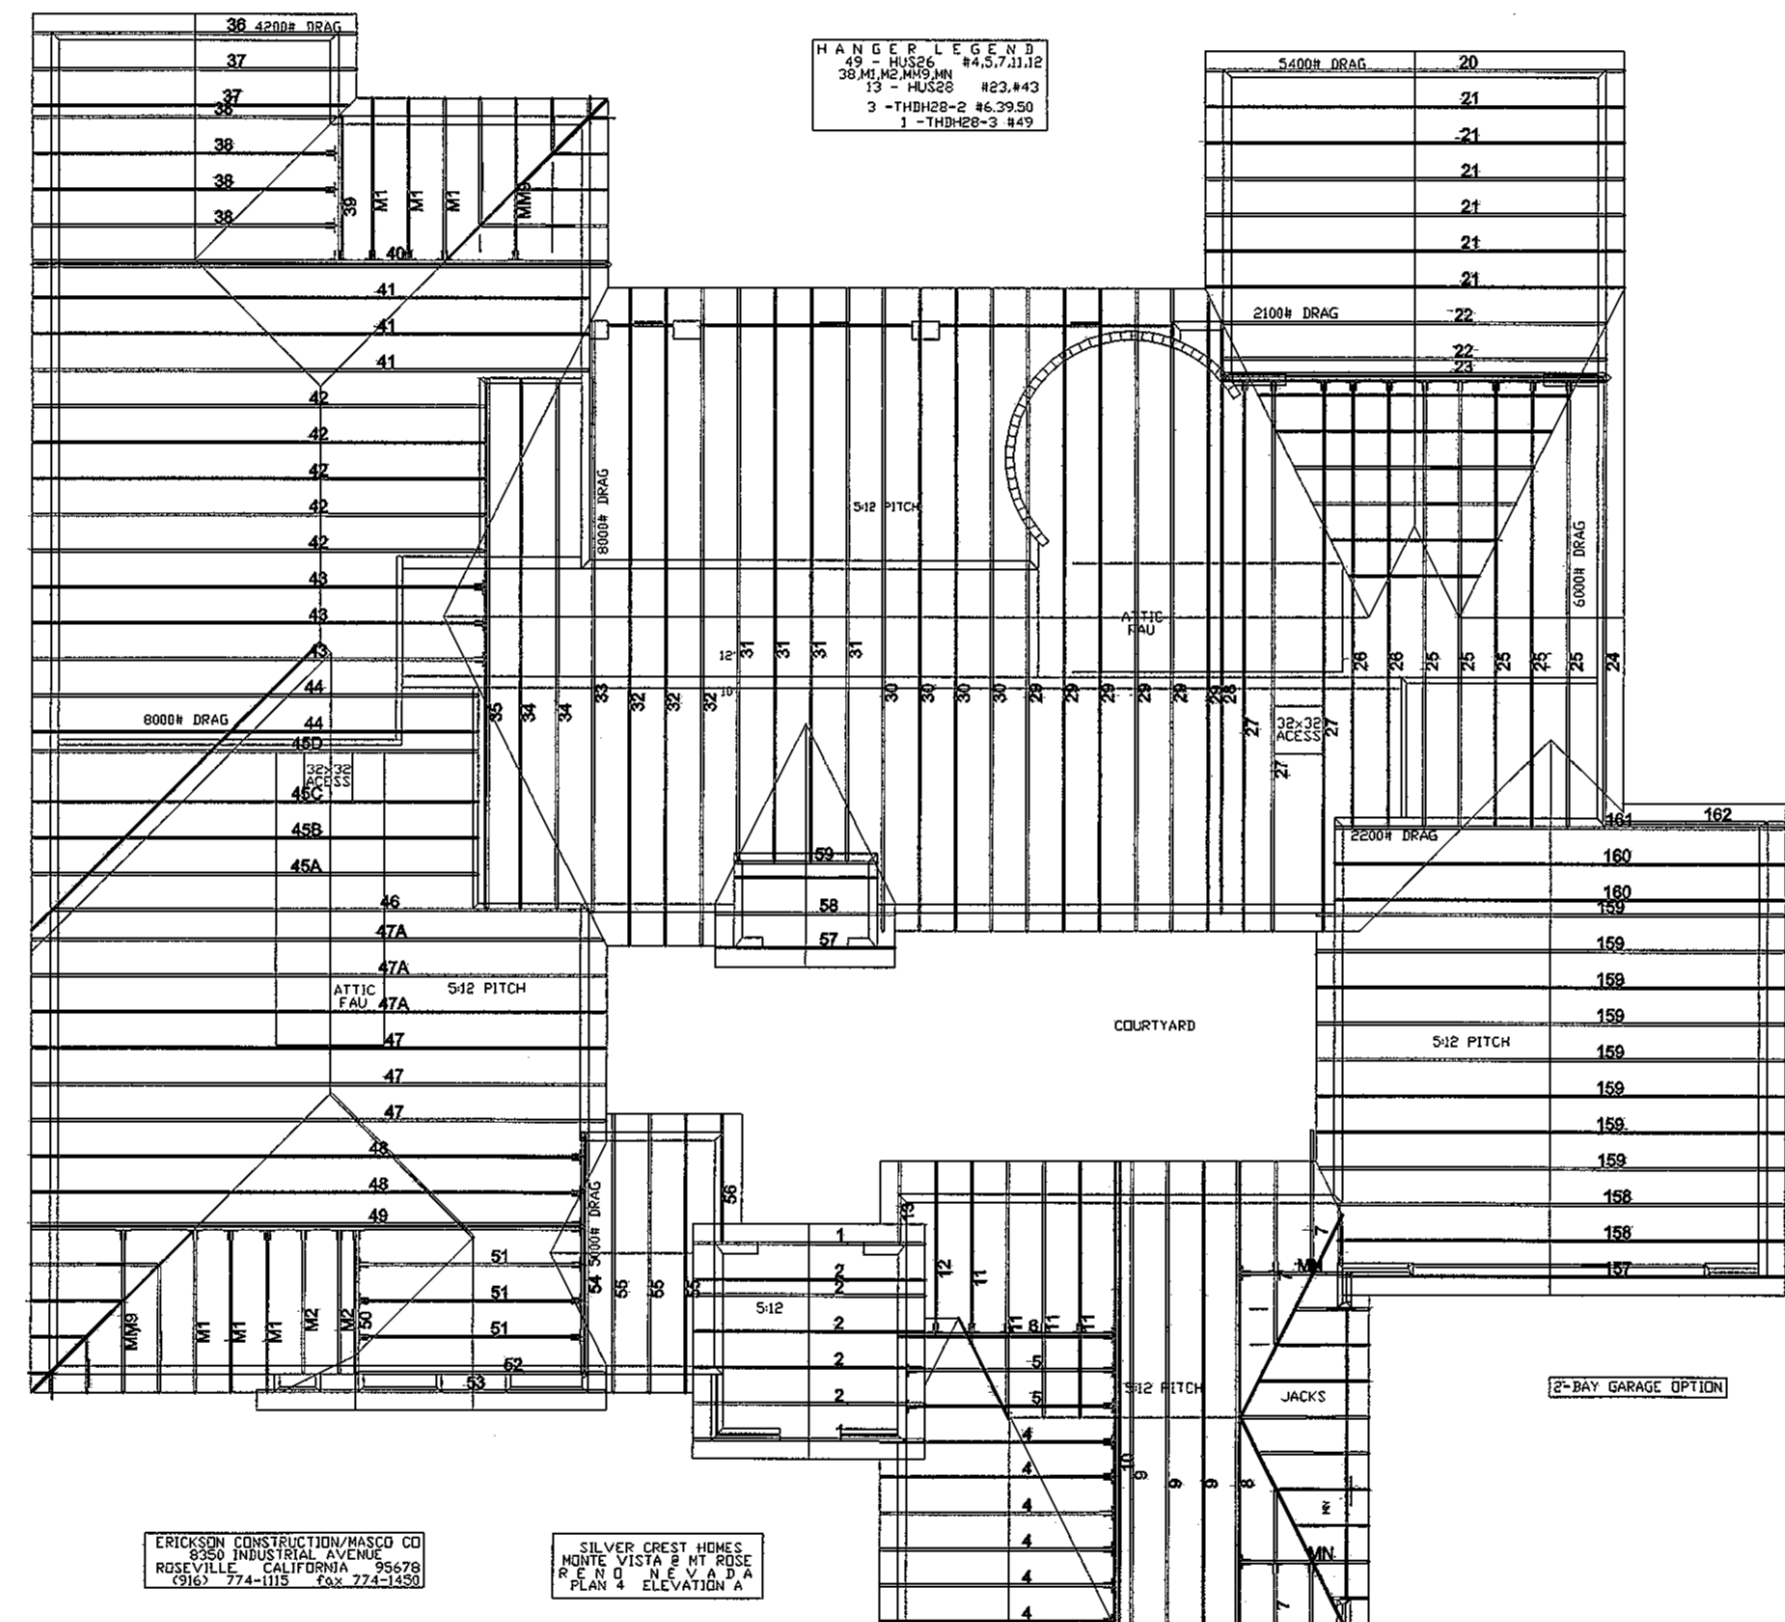 36 4200# DRAG
37
37
38
38
38
38
39
M1
M1
M1
MM9
40
41
41
41
42
42
42
42
42
43
43
43
44
44
8000# DRAG
45D
32x32
ACESS
45C
45B
45A
46
47A
47A
47A
ATTIC
FAU
5:12 PITCH
47
47
47
48
48
49
51
51
51
50
MM9
M1
M1
M1
M2
M2
52
53
HANGER LEGEND
49 - HUS26 #4,5,7,11,12
38,M1,M2,MM9,MN
13 - HUS28 #23,#43
3 -THDH28-2 #6,39,50
1 -THDH28-3 #49
5400# DRAG 20
21
21
21
21
21
21
2100# DRAG 22
22
23
8000# DRAG
5:12 PITCH
6000# DRAG
ATTIC
FAU
12
10
31
31
31
31
35
34
34
33
32
32
32
30
30
30
30
29
29
29
29
29
29
28
27
27
27
32x32
ACESS
26
26
25
25
25
25
25
24
59
58
57
2200# DRAG
161
162
160
160
159
159
159
159
159
159
159
159
158
158
157
5:12 PITCH
COURTYARD
5000# DRAG
54
55
55
55
56
1
2
2
5:12
2
2
2
1
13
12
11
11
11
11
6
5
5
5:12 PITCH
4
4
4
4
4
4
10
9
9
9
8
7
7
MN
JACKS
MN
7
2-BAY GARAGE OPTION
ERICKSON CONSTRUCTION/MASCO CO
8350 INDUSTRIAL AVENUE
ROSEVILLE CALIFORNIA 95678
(916) 774-1115 fax 774-1450
SILVER CREST HOMES
MONTE VISTA @ MT ROSE
RENO NEVADA
PLAN 4 ELEVATION A